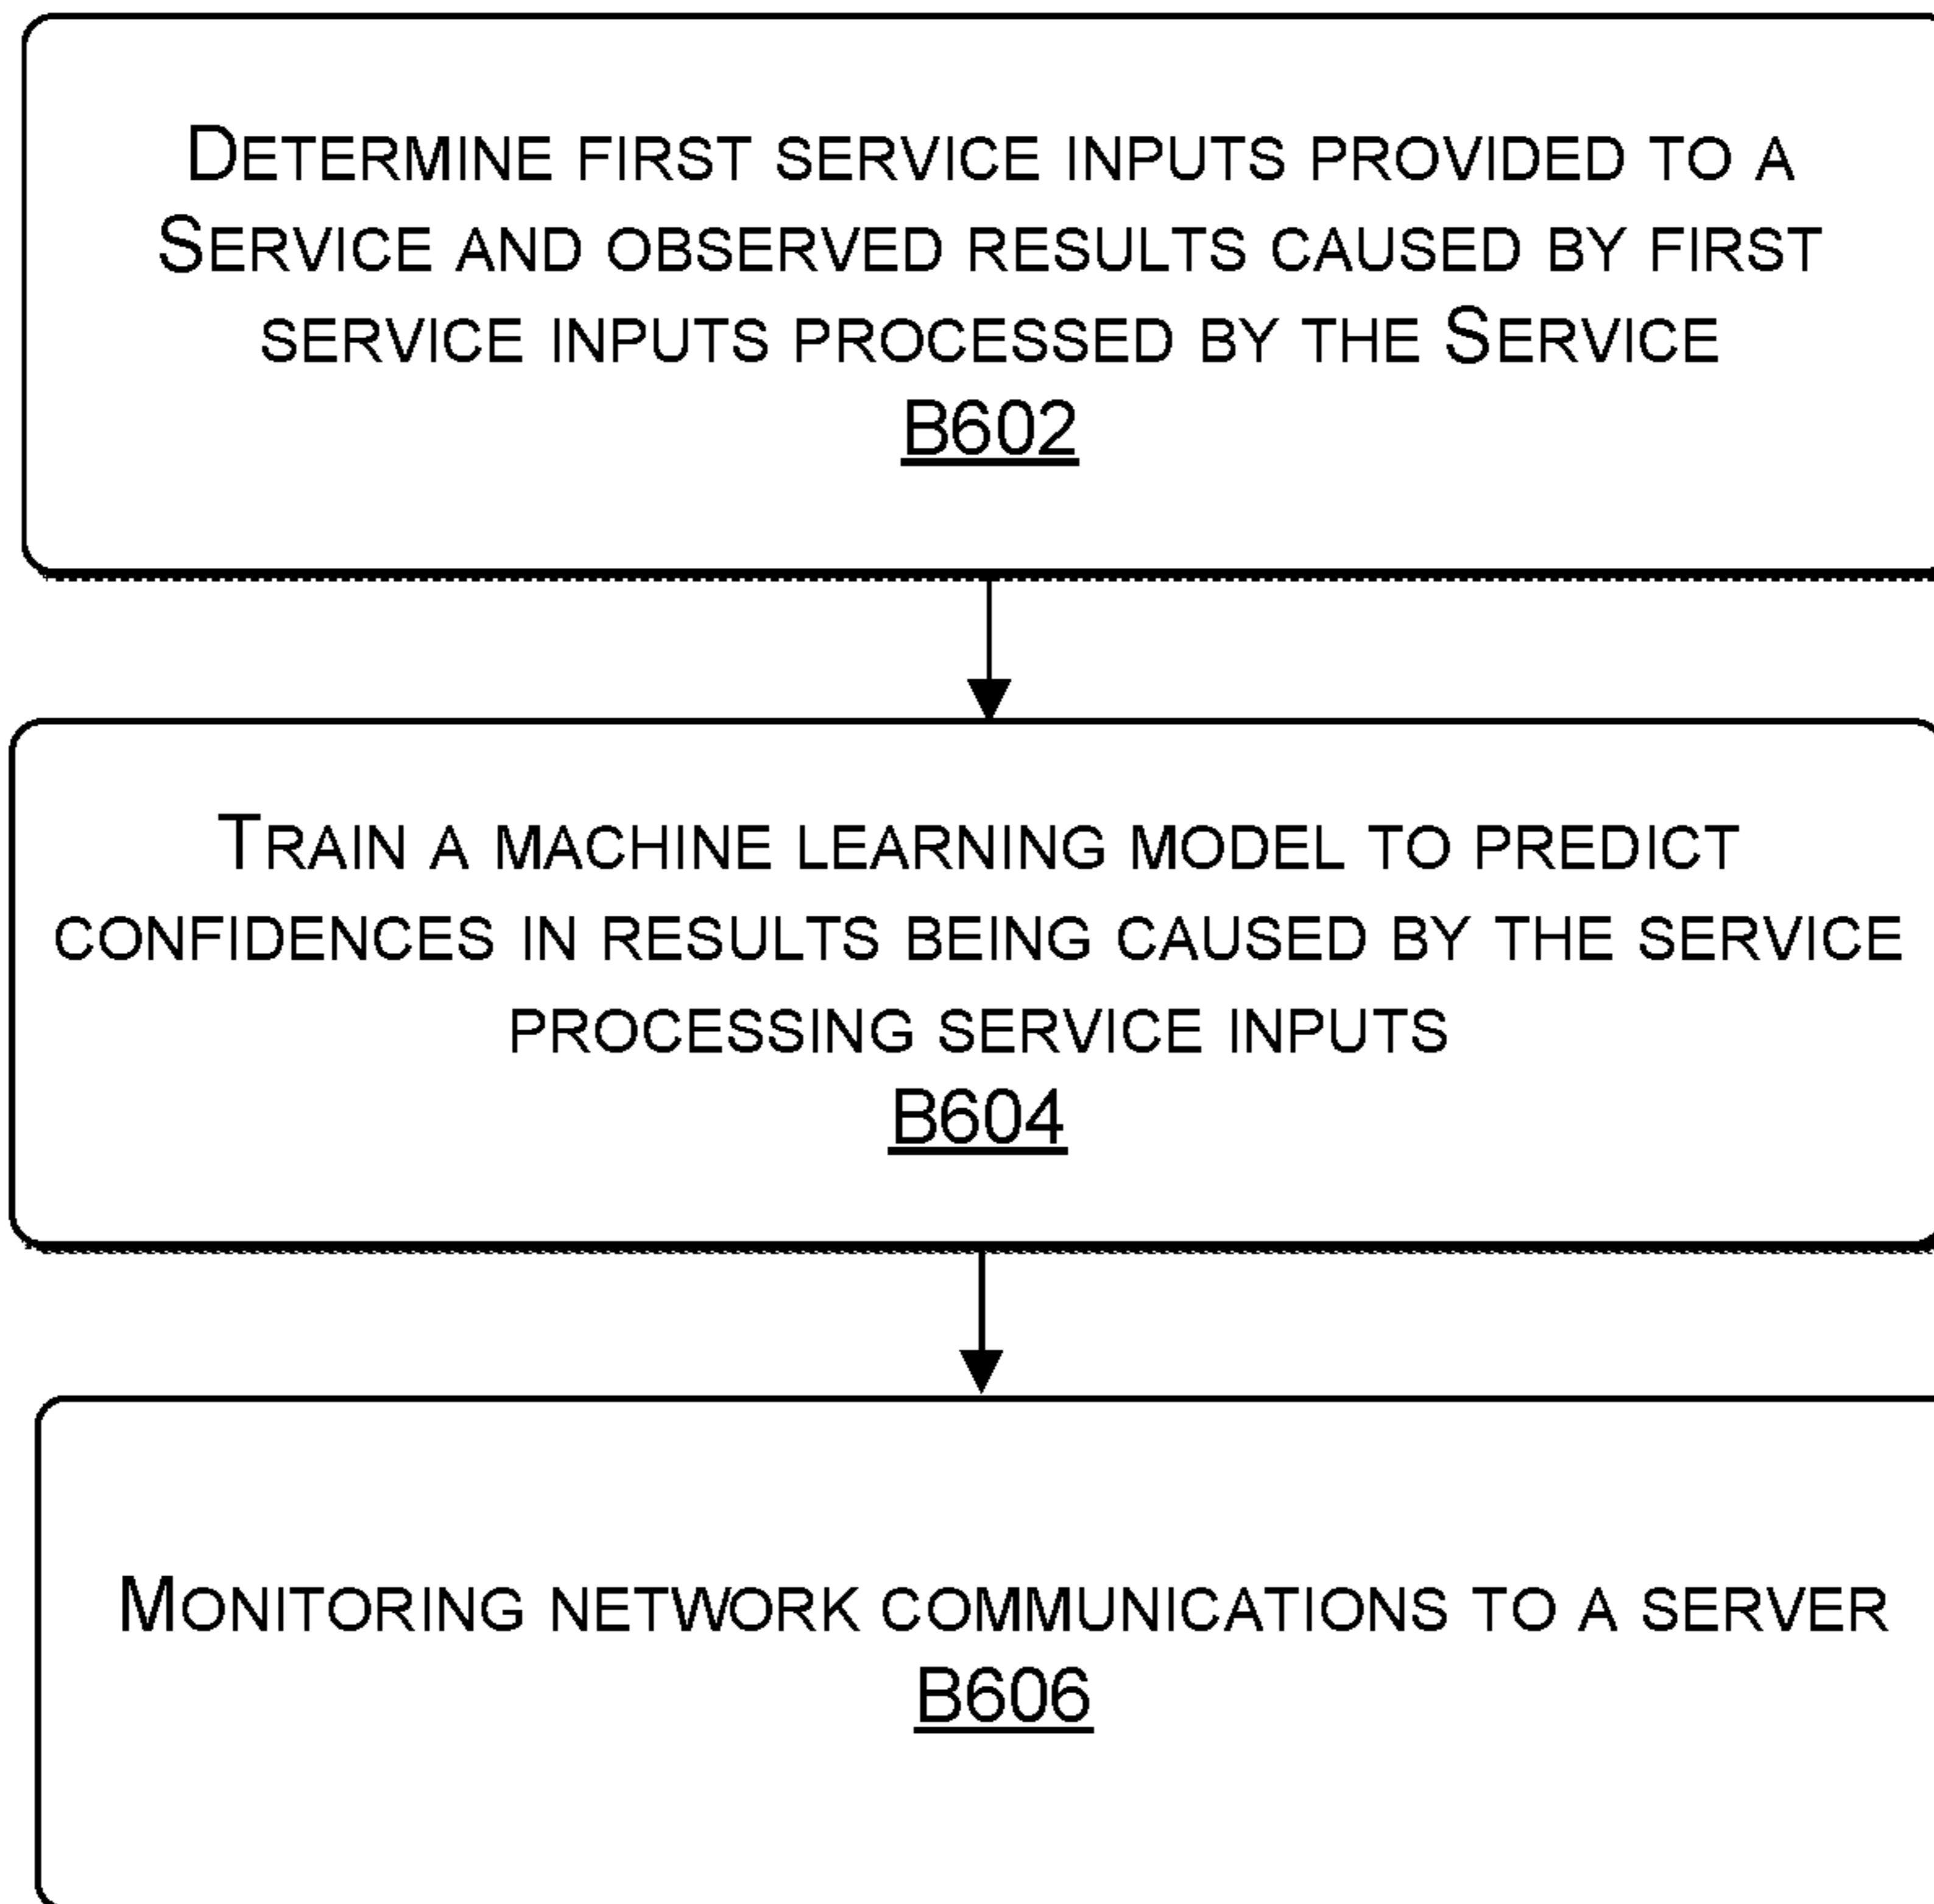 DETERMINE FIRST SERVICE INPUTS PROVIDED TO A
SERVICE AND OBSERVED RESULTS CAUSED BY FIRST
SERVICE INPUTS PROCESSED BY THE SERVICE
B602
TRAIN A MACHINE LEARNING MODEL TO PREDICT
CONFIDENCES IN RESULTS BEING CAUSED BY THE SERVICE
PROCESSING SERVICE INPUTS
B604
MONITORING NETWORK COMMUNICATIONS TO A SERVER
B606